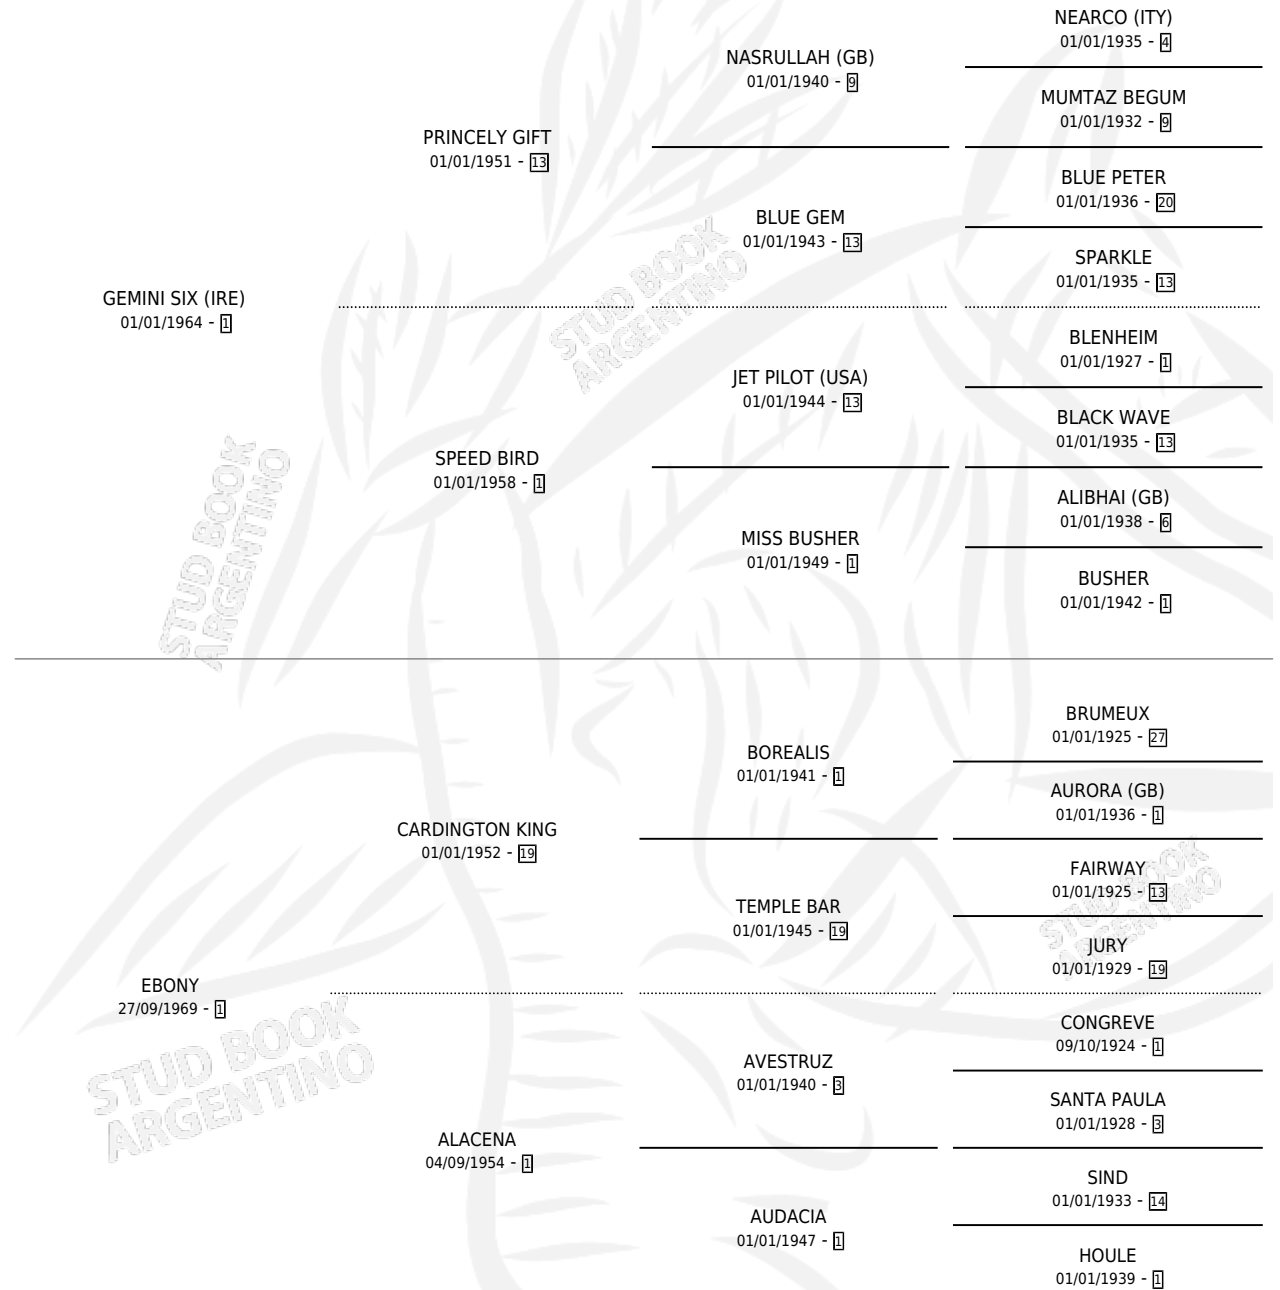 NEARCO (ITY)
01/01/1935 - 4
NASRULLAH (GB)
01/01/1940 - 9
MUMTAZ BEGUM
01/01/1932 - 9
PRINCELY GIFT
01/01/1951 - 13
BLUE PETER
01/01/1936 - 20
BLUE GEM
01/01/1943 - 13
SPARKLE
01/01/1935 - 13
GEMINI SIX (IRE)
01/01/1964 - 1
STUD BOOK
ARGENTINO
BLENHEIM
01/01/1927 - 1
JET PILOT (USA)
01/01/1944 - 13
BLACK WAVE
01/01/1935 - 13
SPEED BIRD
01/01/1958 - 1
ALIBHAI (GB)
01/01/1938 - 6
MISS BUSHER
01/01/1949 - 1
BUSHER
01/01/1942 - 1
STUD BOOK
ARGENTINO
BRUMEUX
01/01/1925 - 27
BOREALIS
01/01/1941 - 1
AURORA (GB)
01/01/1936 - 1
CARDINGTON KING
01/01/1952 - 19
FAIRWAY
01/01/1925 - 13
TEMPLE BAR
01/01/1945 - 19
JURY
01/01/1929 - 19
STUD BOOK
ARGENTINO
EBONY
27/09/1969 - 1
CONGREVE
09/10/1924 - 1
AVESTRUZ
01/01/1940 - 3
SANTA PAULA
01/01/1928 - 3
STUD BOOK
ARGENTINO
ALACENA
04/09/1954 - 1
SIND
01/01/1933 - 14
AUDACIA
01/01/1947 - 1
HOULE
01/01/1939 - 1